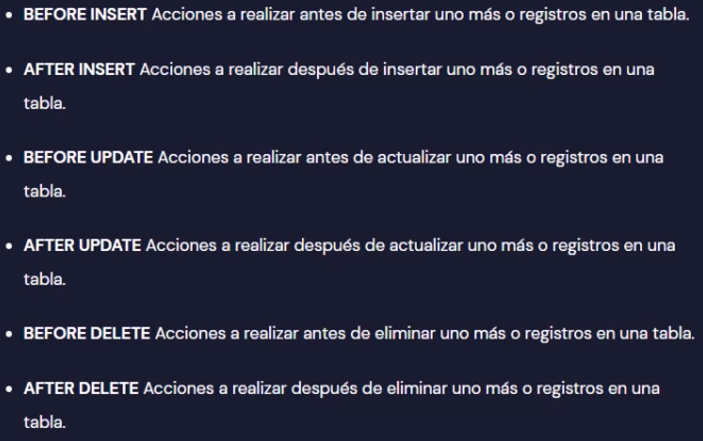 • BEFORE INSERT Acciones a realizar antes de insertar uno más o registros en una tabla.
• AFTER INSERT Acciones a realizar después de insertar uno más o registros en una
tabla.
• BEFORE UPDATE Acciones a realizar antes de actualizar uno más o registros en una
tabla.
• AFTER UPDATE Acciones a realizar después de actualizar uno más o registros en una
tabla.
• BEFORE DELETE Acciones a realizar antes de eliminar uno más o registros en una tabla.
• AFTER DELETE Acciones a realizar después de eliminar uno más o registros en una
tabla.